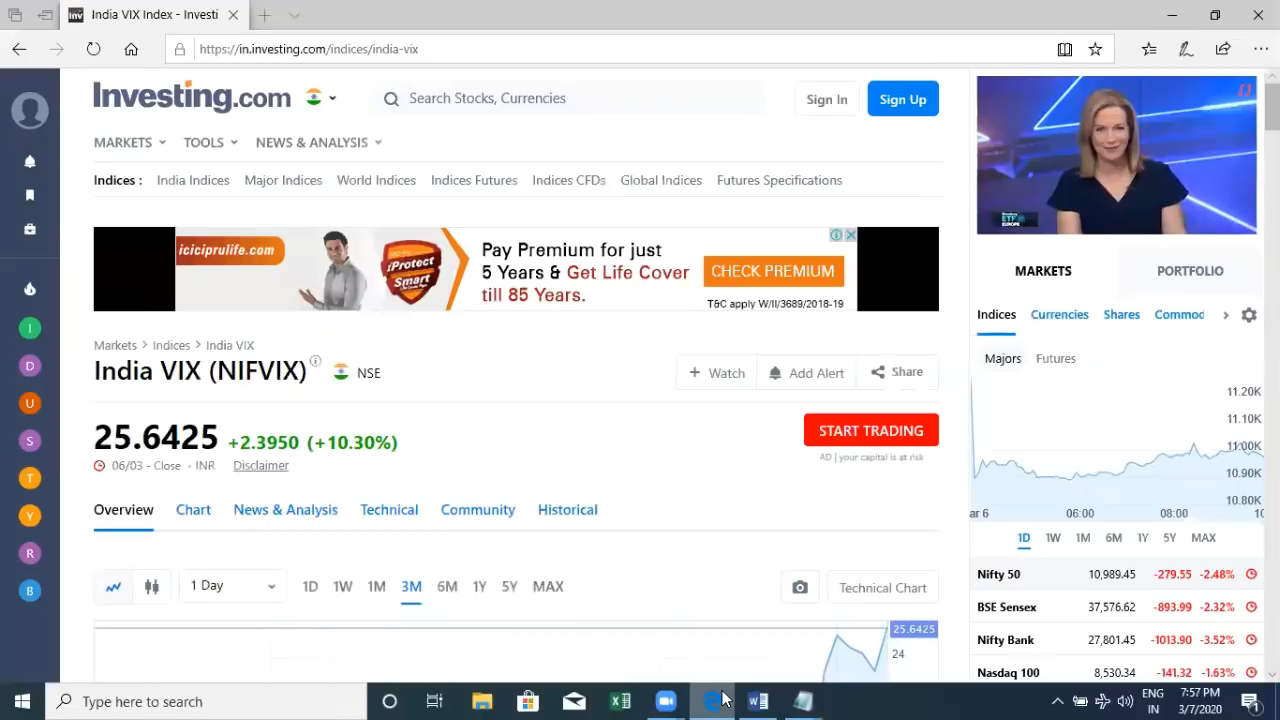 India VIX Index - Investi
https://in.investing.com/indices/india-vix
Investing.com
Search Stocks, Currencies
Sign In
Sign Up
MARKETS
TOOLS
NEWS & ANALYSIS
Indices :
India Indices
Major Indices
World Indices
Indices Futures
Indices CFDs
Global Indices
Futures Specifications
iciciprulife.com
iProtect
Smart
Pay Premium for just
5 Years & Get Life Cover
till 85 Years.
CHECK PREMIUM
T&C apply W/II/3689/2018-19
Markets > Indices > India VIX
India VIX (NIFVIX)
NSE
+ Watch
Add Alert
Share
25.6425 +2.3950 (+10.30%)
06/03 - Close - INR Disclaimer
START TRADING
AD | your capital is at risk
Overview
Chart
News & Analysis
Technical
Community
Historical
1 Day
1D 1W 1M 3M 6M 1Y 5Y MAX
Technical Chart
25.6425
24
ETF
EUROPE
MARKETS
PORTFOLIO
Indices
Currencies
Shares
Commod
Majors
Futures
11.20K
11.10K
11.00K
10.90K
10.80K
ar 6 06:00 08:00 10
1D 1W 1M 6M 1Y 5Y MAX
Nifty 50 10,989.45 -279.55 -2.48%
BSE Sensex 37,576.62 -893.99 -2.32%
Nifty Bank 27,801.45 -1013.90 -3.52%
Nasdaq 100 8,530.34 -141.32 -1.63%
I
D
U
S
T
Y
R
B
Type here to search
ENG
IN
7:57 PM
3/7/2020
1